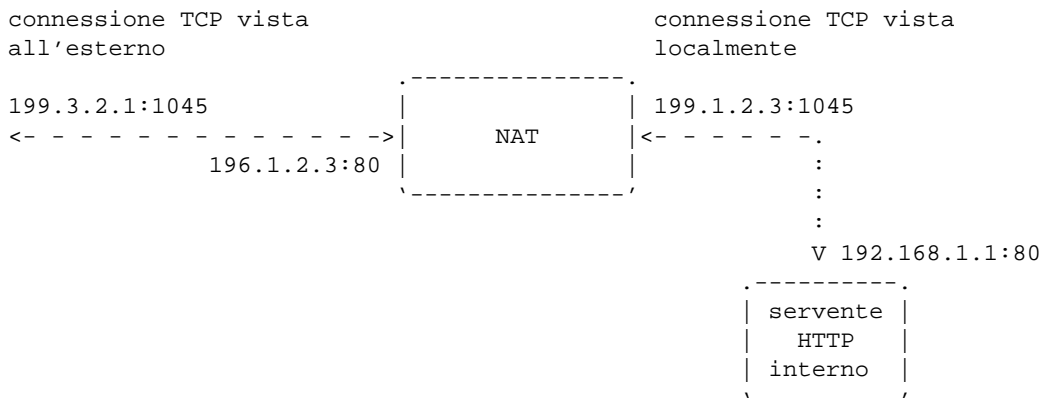 connessione TCP vista
all'esterno
connessione TCP vista
localmente
199.3.2.1:1045
199.1.2.3:1045
NAT
196.1.2.3:80
V 192.168.1.1:80
servente
HTTP
interno